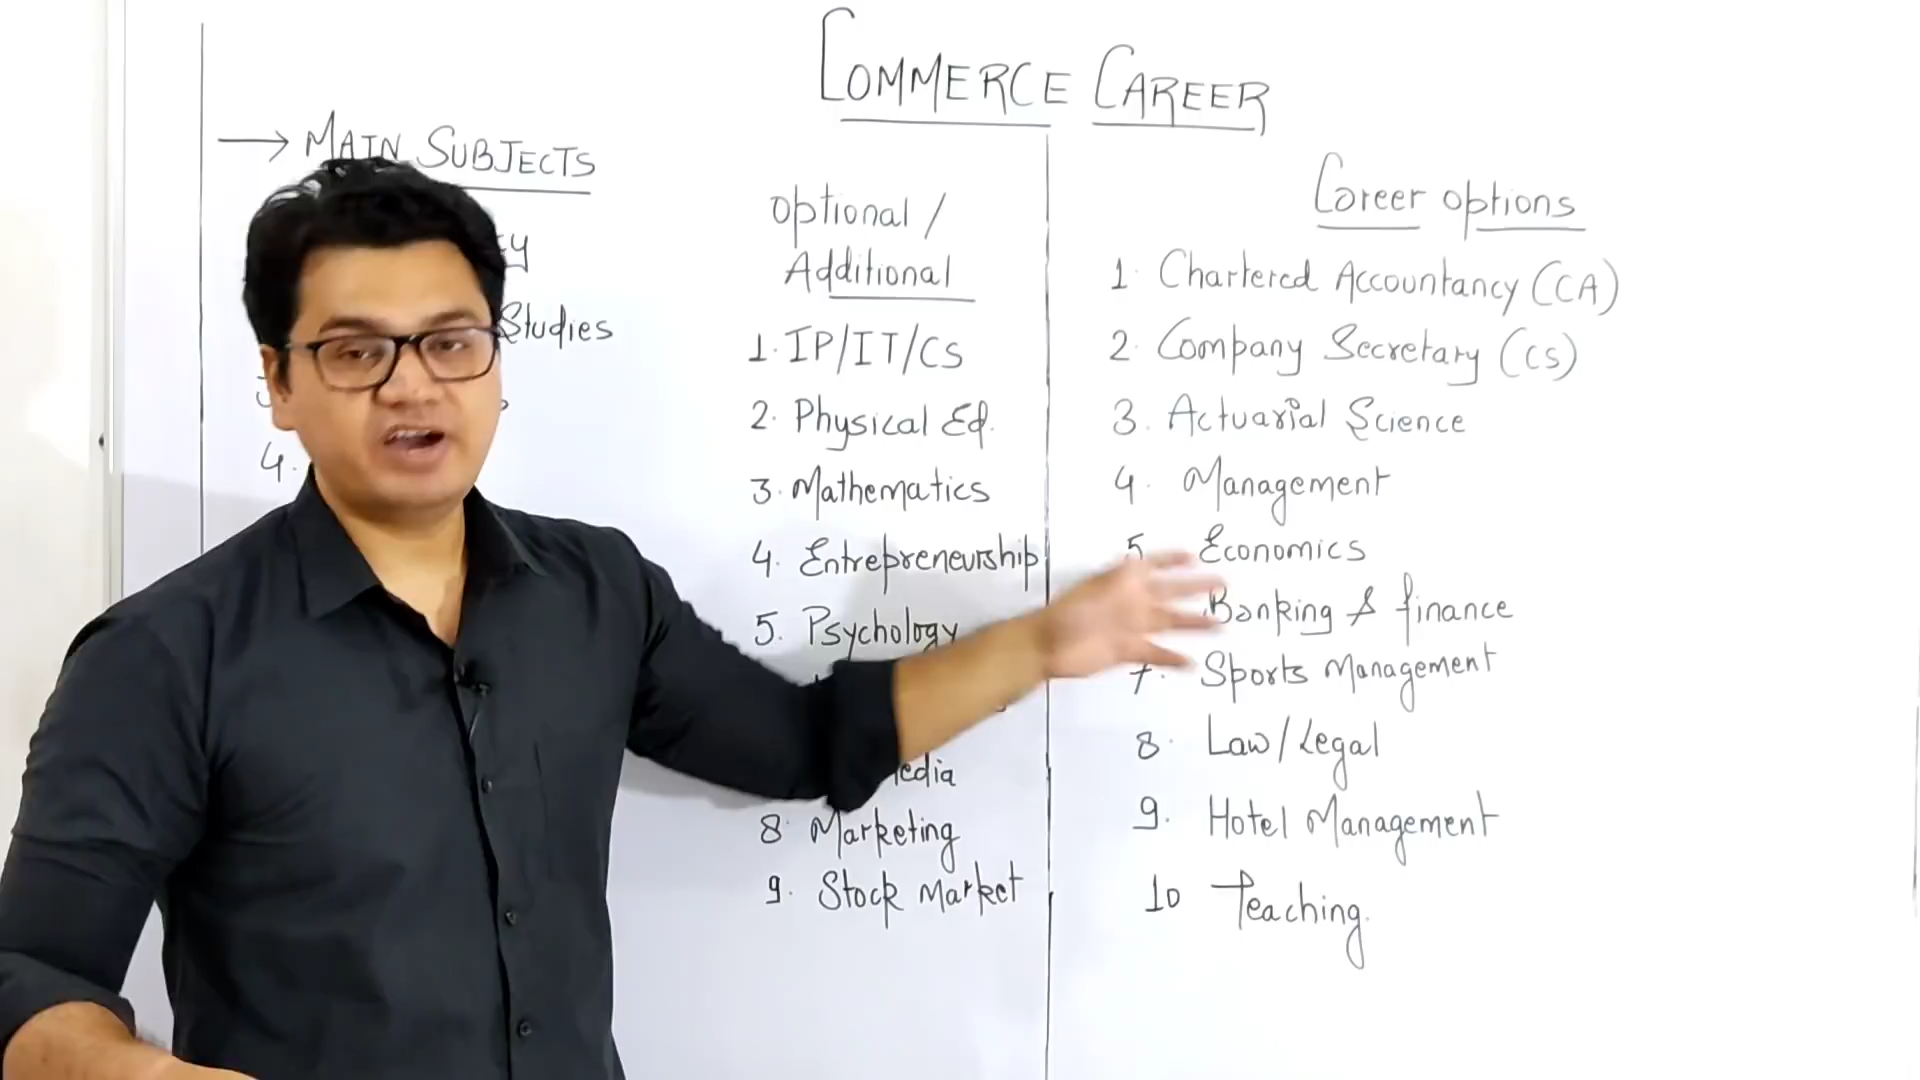 COMMERCE CAREER
→ MAIN SUBJECTS
Studies
4.
Optional /
Additional
1. IP/IT/CS
2. Physical Ed.
3. Mathematics
4. Entrepreneurship
5. Psychology
8. Marketing
9. Stock Market
Career options
1. Chartered Accountancy (CA)
2. Company Secretary (CS)
3. Actuarial Science
4. Management
5. Economics
Banking & finance
7. Sports Management
8. Law/Legal
9. Hotel Management
10 Teaching.